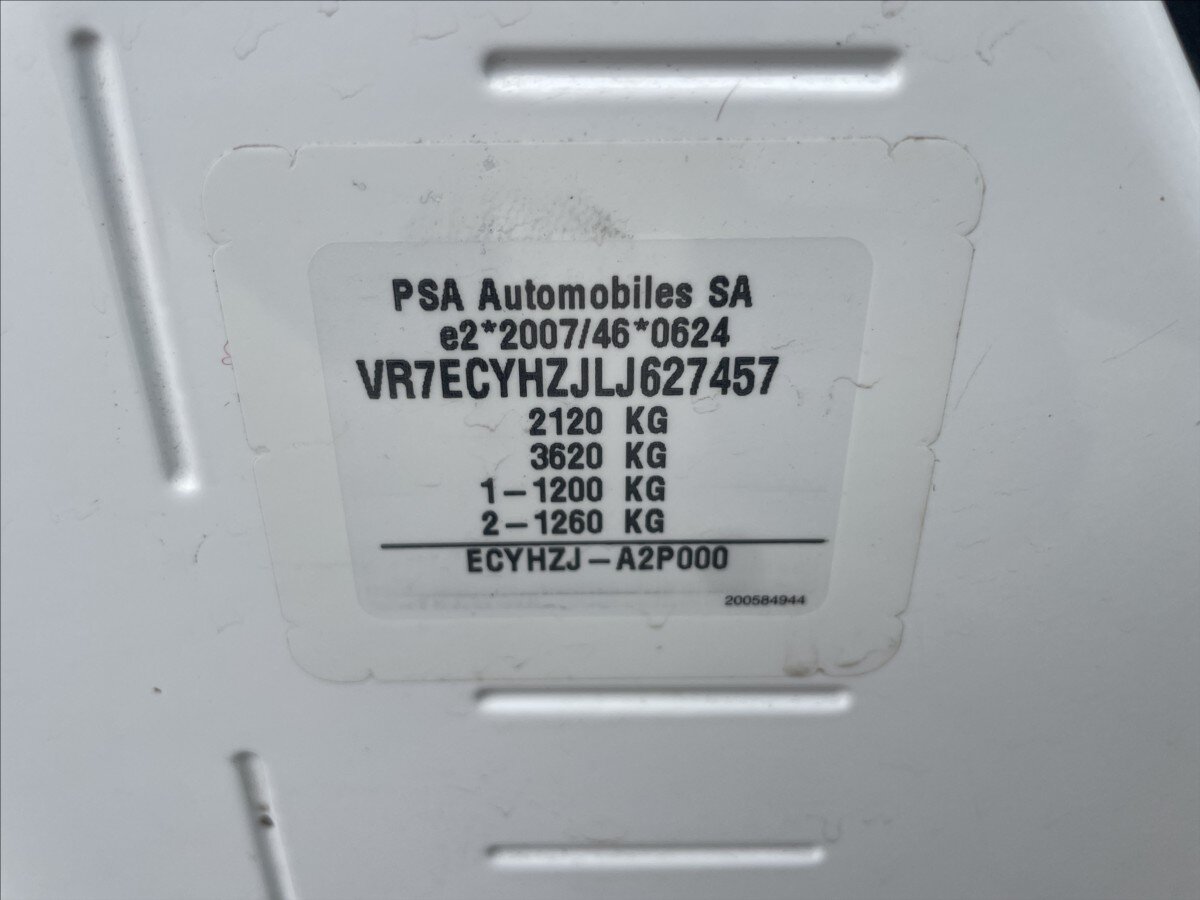 PSA Automobiles SA
e2*2007/46*0624
VR7ECYHZJLJ627457
2120 KG
3620 KG
1-1200 KG
2-1260 KG
ECYHZJ-A2P000
200584944